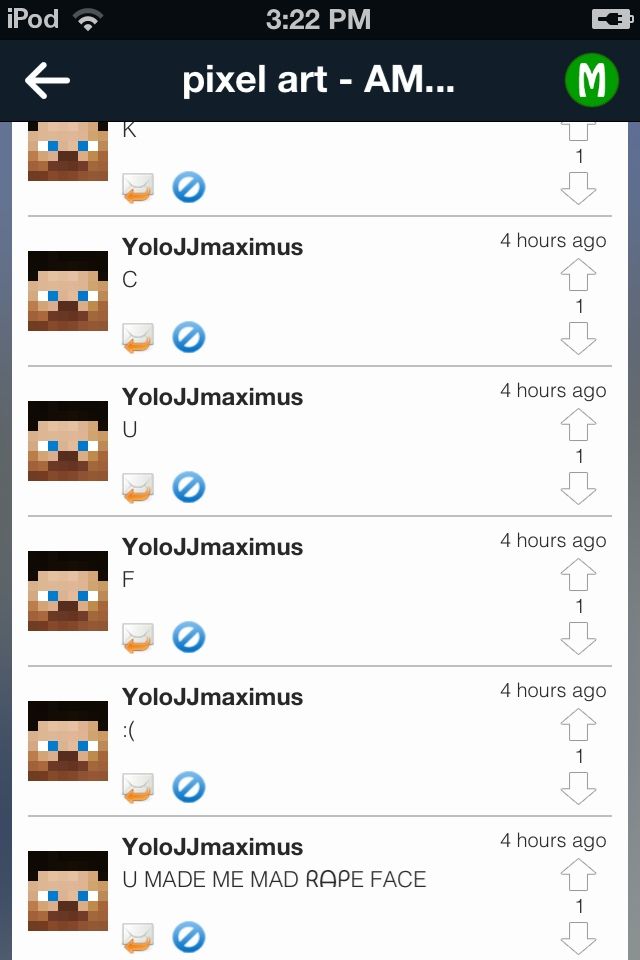 iPod
3:22 PM
pixel art - AM...
M
K
1
YoloJJmaximus
4 hours ago
C
1
YoloJJmaximus
4 hours ago
U
1
YoloJJmaximus
4 hours ago
F
1
YoloJJmaximus
4 hours ago
:(
1
YoloJJmaximus
4 hours ago
U MADE ME MAD ᖇᗩᑭE FACE
1